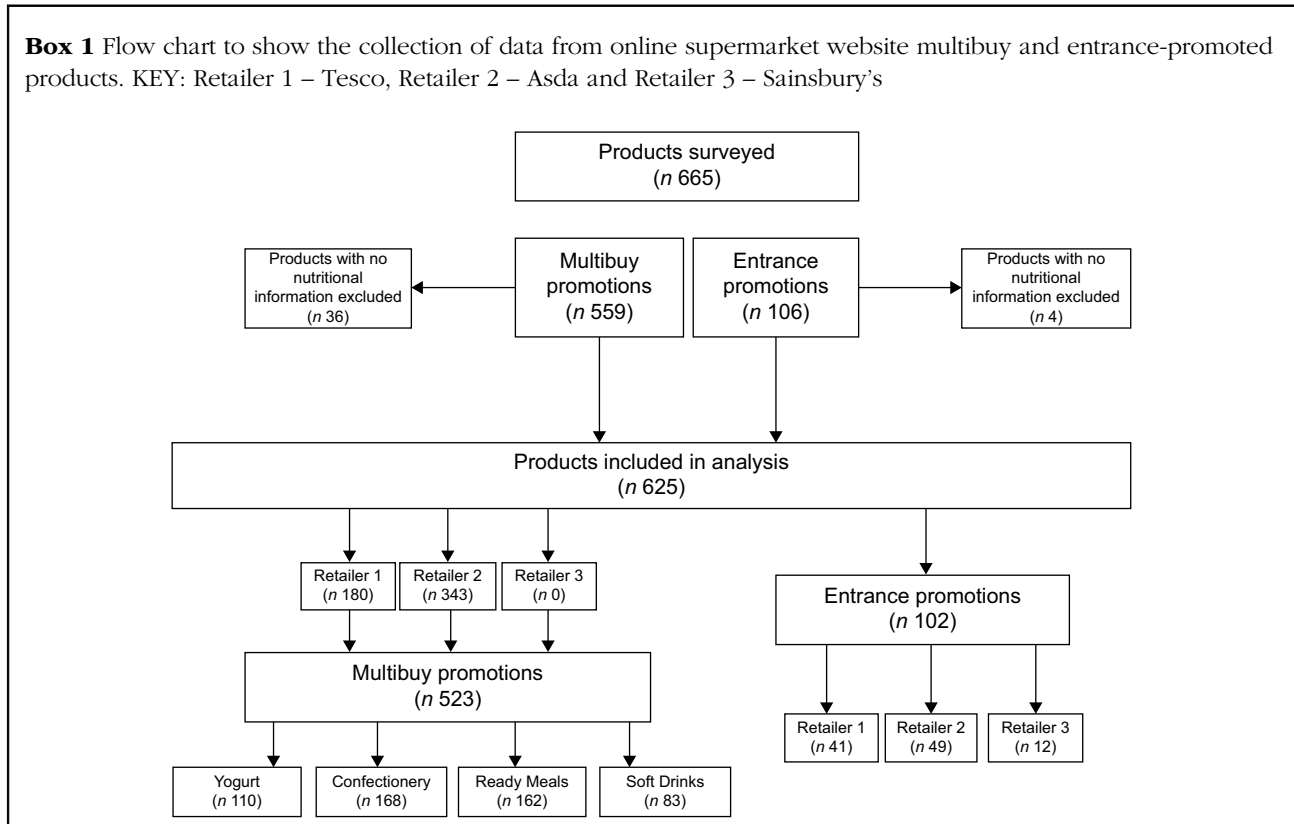 Box 1 Flow chart to show the collection of data from online supermarket website multibuy and entrance-promoted
products. KEY: Retailer 1 – Tesco, Retailer 2 – Asda and Retailer 3 – Sainsbury's
Products surveyed
(n 665)
Products with no
nutritional
information excluded
(n 36)
Multibuy
promotions
(n 559)
Entrance
promotions
(n 106)
Products with no
nutritional
information excluded
(n 4)
Products included in analysis
(n 625)
Retailer 1
(n 180)
Retailer 2
(n 343)
Retailer 3
(n 0)
Entrance promotions
(n 102)
Multibuy promotions
(n 523)
Retailer 1
(n 41)
Retailer 2
(n 49)
Retailer 3
(n 12)
Yogurt
(n 110)
Confectionery
(n 168)
Ready Meals
(n 162)
Soft Drinks
(n 83)